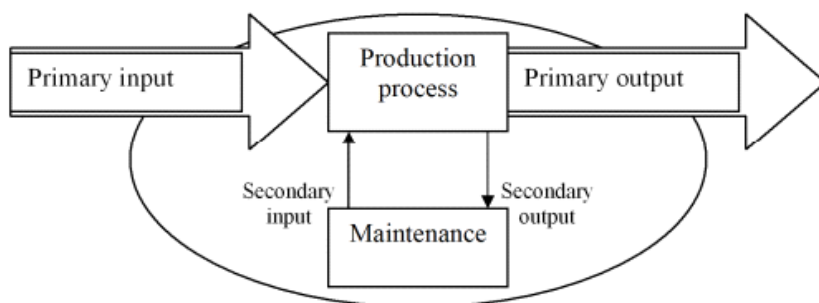 Primary input
Production
process
Primary output
Secondary
input
Secondary
output
Maintenance